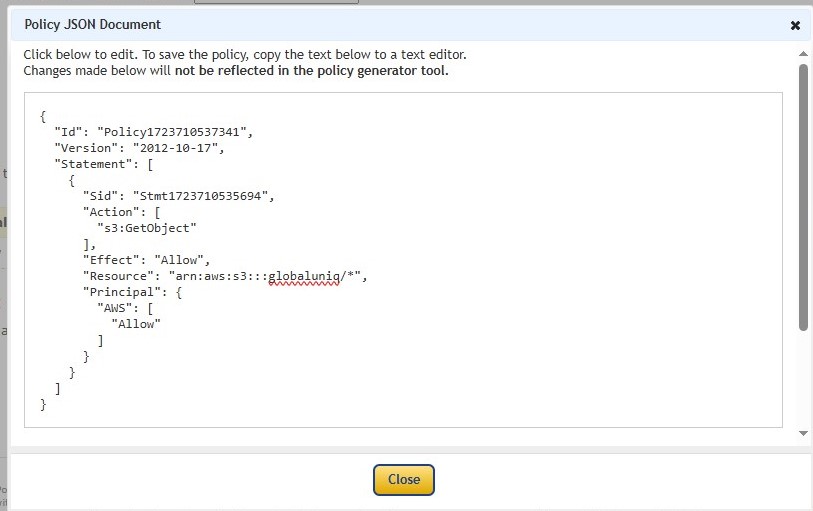 Policy JSON Document
Click below to edit. To save the policy, copy the text below to a text editor.
Changes made below will not be reflected in the policy generator tool.
{
  "Id": "Policy1723710537341",
  "Version": "2012-10-17",
  "Statement": [
    {
      "Sid": "Stmt1723710535694",
      "Action": [
        "s3:GetObject"
      ],
      "Effect": "Allow",
      "Resource": "arn:aws:s3:::globaluniq/*",
      "Principal": {
        "AWS": [
          "Allow"
        ]
      }
    }
  ]
}
Close